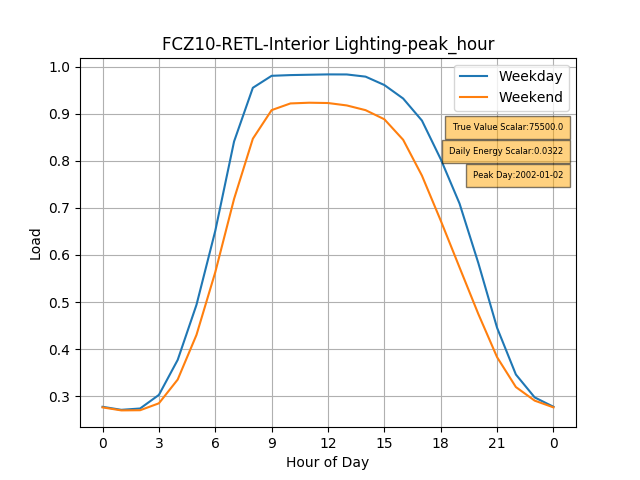 FCZ10-RETL-Interior Lighting-peak_hour
Load
1.0
0.9
0.8
0.7
0.6
0.5
0.4
0.3
Weekday
Weekend
True Value Scalar:75500.0
Daily Energy Scalar:0.0322
Peak Day:2002-01-02
0 3 6 9 12 15 18 21 0
Hour of Day